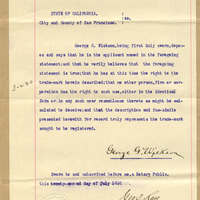 STATE OF CALIFORNIA,
ss.
City and County of San Francisco.
George G. Wickson, being first duly sworn, deposes
and says that he is the applicant named in the foregoing
statement; and that he verily believes that the foregoing
statement is true; that he has at this time the right to the
trade-mark therein described; that no other person, firm or cor-
poration has the right to such use, either in the identical
form or in any such near resemblance thereto as might be cal-
culated to deceive; and that the description and fac-simile
presented herewith for record truly represents the trade-mark
sought to be registered.
George G. Wickson
Sworn to and subscribed before me, a Notary Public,
this twenty-second day of July